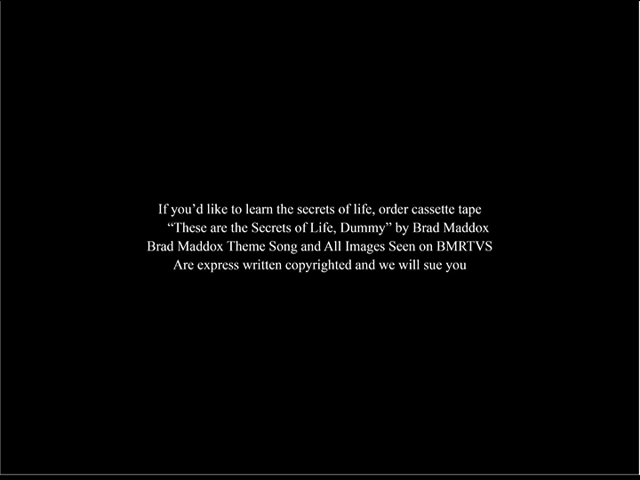 If you’d like to learn the secrets of life, order cassette tape
“These are the Secrets of Life, Dummy” by Brad Maddox
Brad Maddox Theme Song and All Images Seen on BMRTVS
Are express written copyrighted and we will sue you